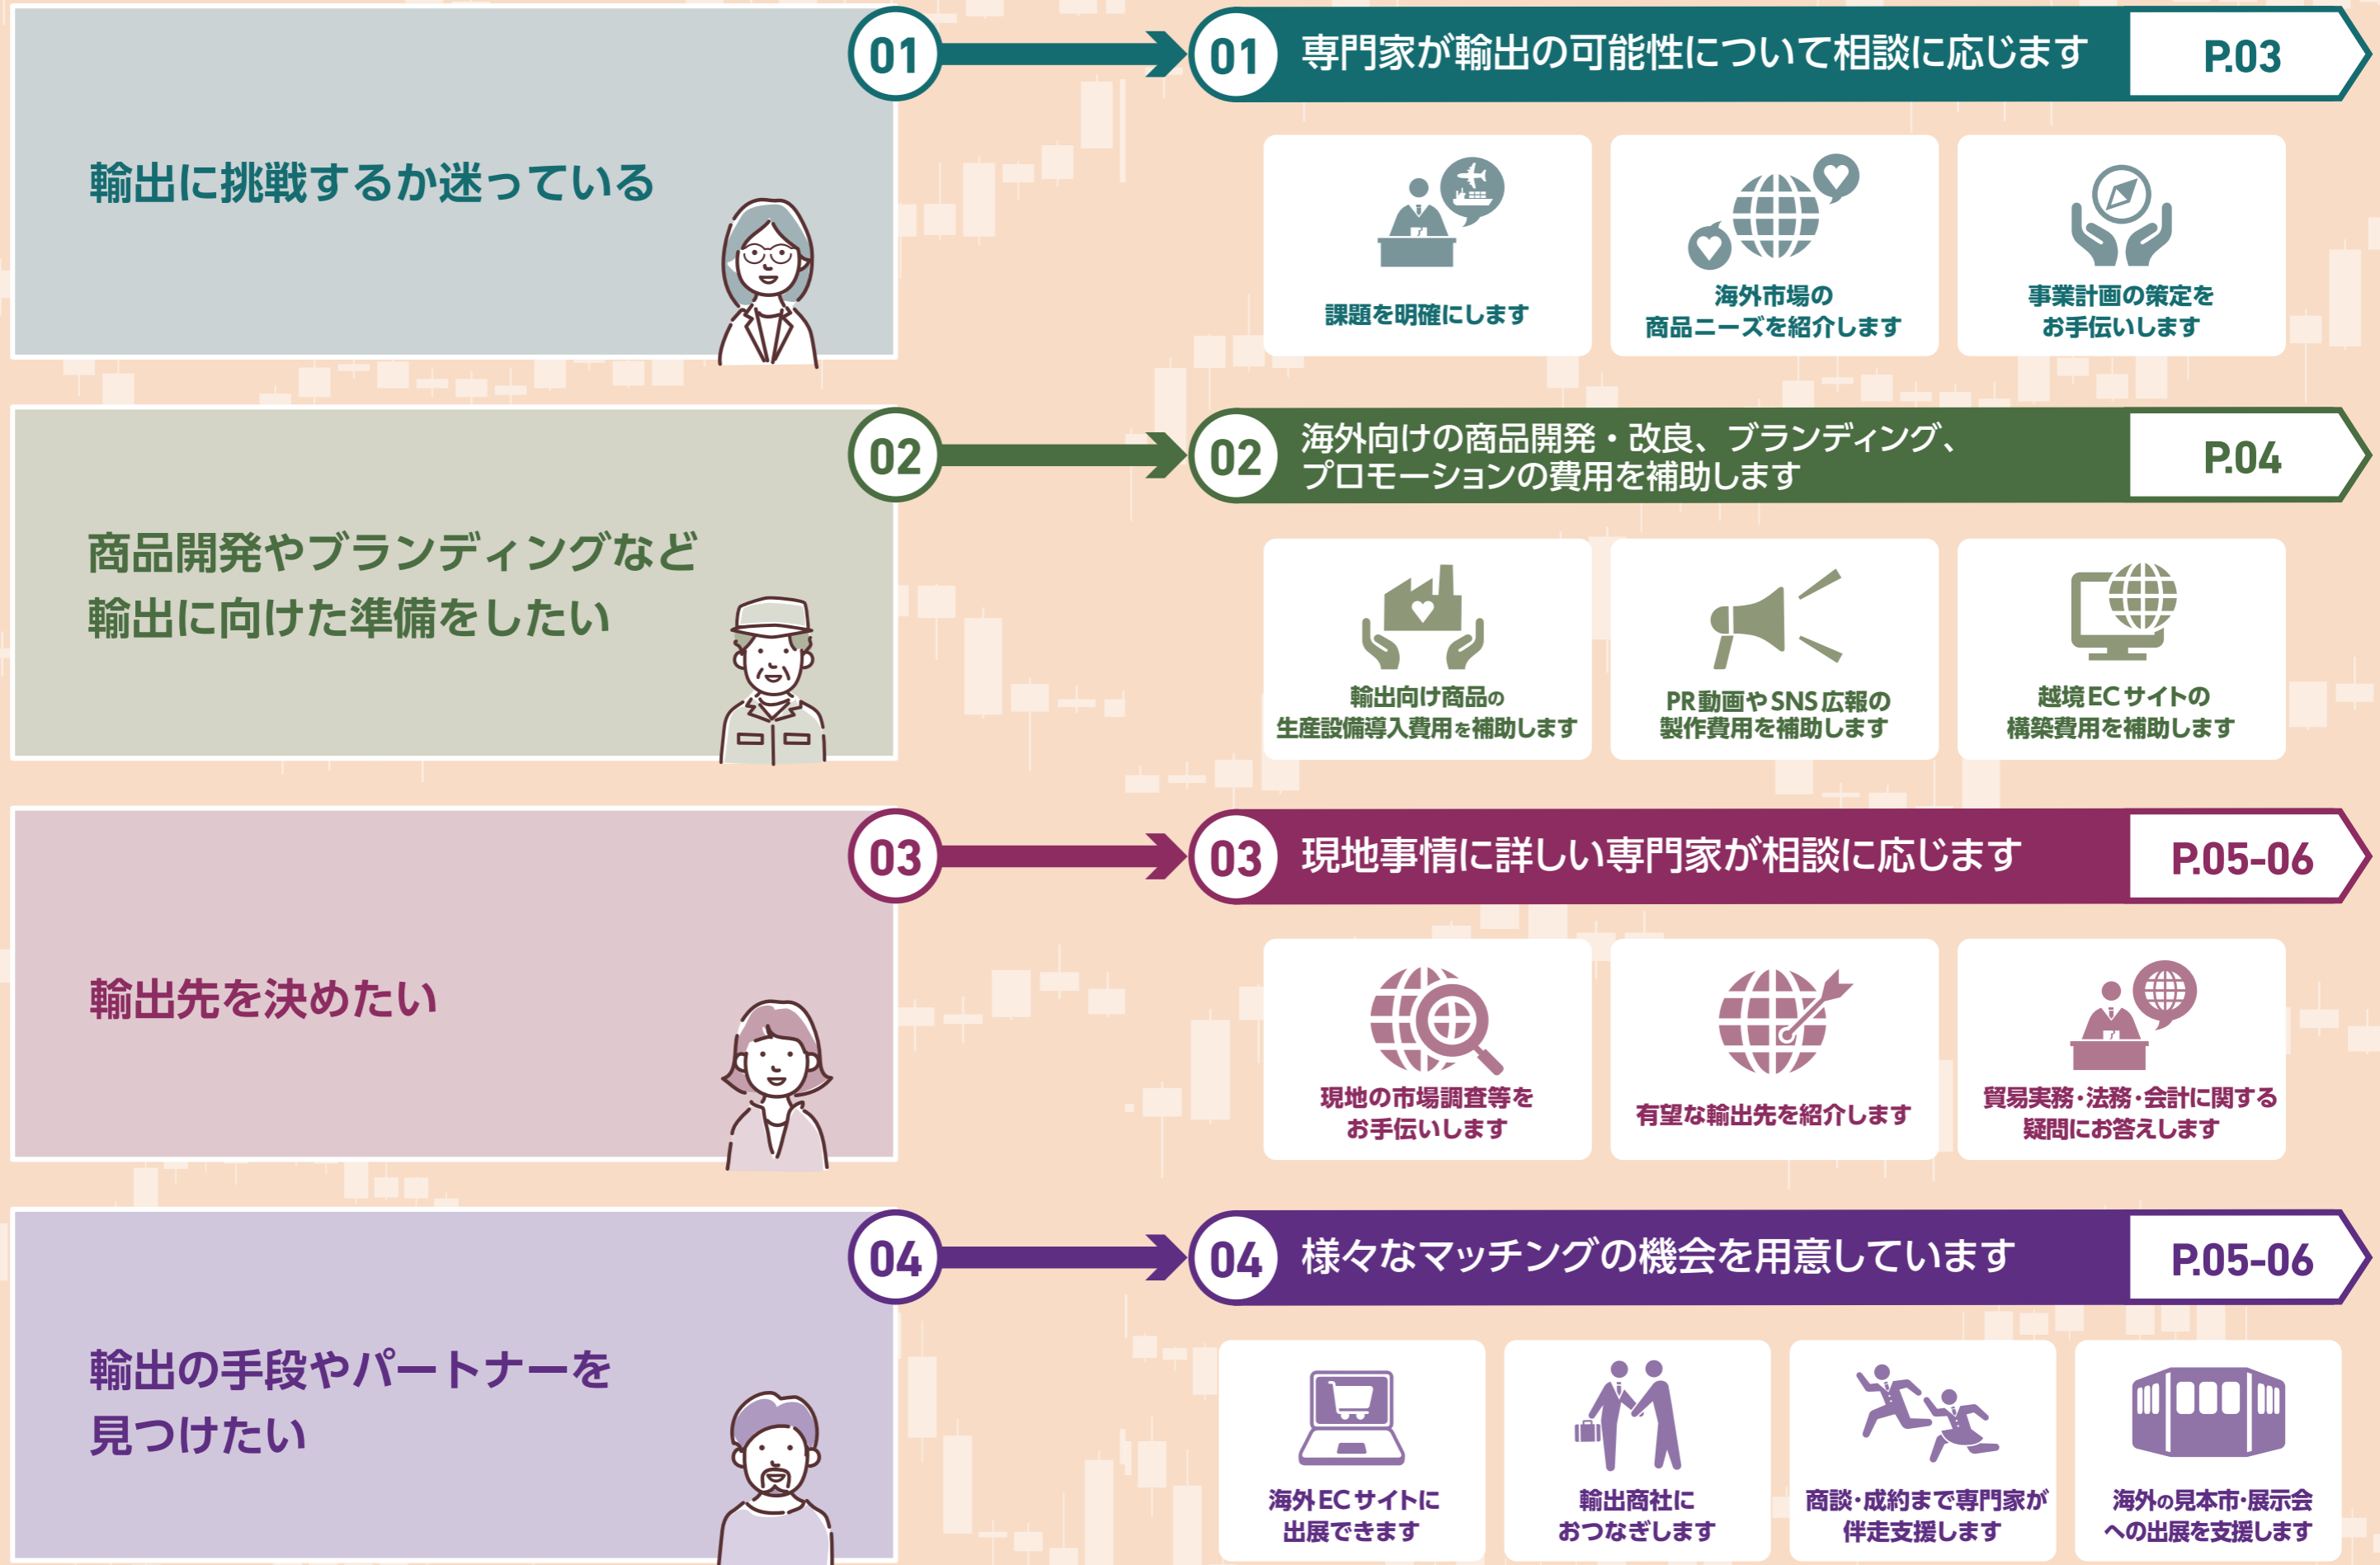 輸出に挑戦するか迷っている
01
01
専門家が輸出の可能性について相談に応じます
P.03
課題を明確にします
海外市場の
商品ニーズを紹介します
事業計画の策定を
お手伝いします
商品開発やブランディングなど
輸出に向けた準備をしたい
02
02
海外向けの商品開発・改良、ブランディング、
プロモーションの費用を補助します
P.04
輸出向け商品の
生産設備導入費用を補助します
PR動画やSNS広報の
製作費用を補助します
越境ECサイトの
構築費用を補助します
輸出先を決めたい
03
03
現地事情に詳しい専門家が相談に応じます
P.05-06
現地の市場調査等を
お手伝いします
有望な輸出先を紹介します
貿易実務・法務・会計に関する
疑問にお答えします
輸出の手段やパートナーを
見つけたい
04
04
様々なマッチングの機会を用意しています
P.05-06
海外ECサイトに
出展できます
輸出商社に
おつなぎします
商談・成約まで専門家が
伴走支援します
海外の見本市・展示会
への出展を支援します